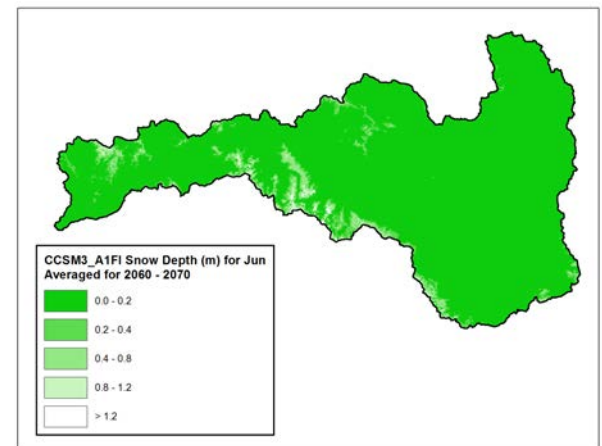 CCSM3_A1FI Snow Depth (m) for Jun
Averaged for 2060 - 2070
0.0 - 0.2
0.2 - 0.4
0.4 - 0.8
0.8 - 1.2
> 1.2